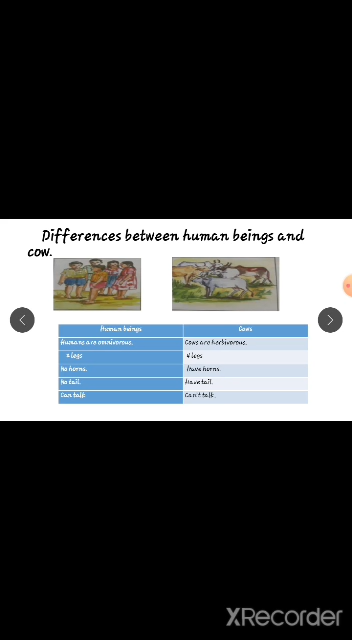 Differences between human beings and
cow.
Human beings Cows
Humans are omnivorous. Cows are herbivorous.
legs 4 legs
No horns. Have horns.
No tail. Have tail.
Can talk Can't talk.
XRecorder